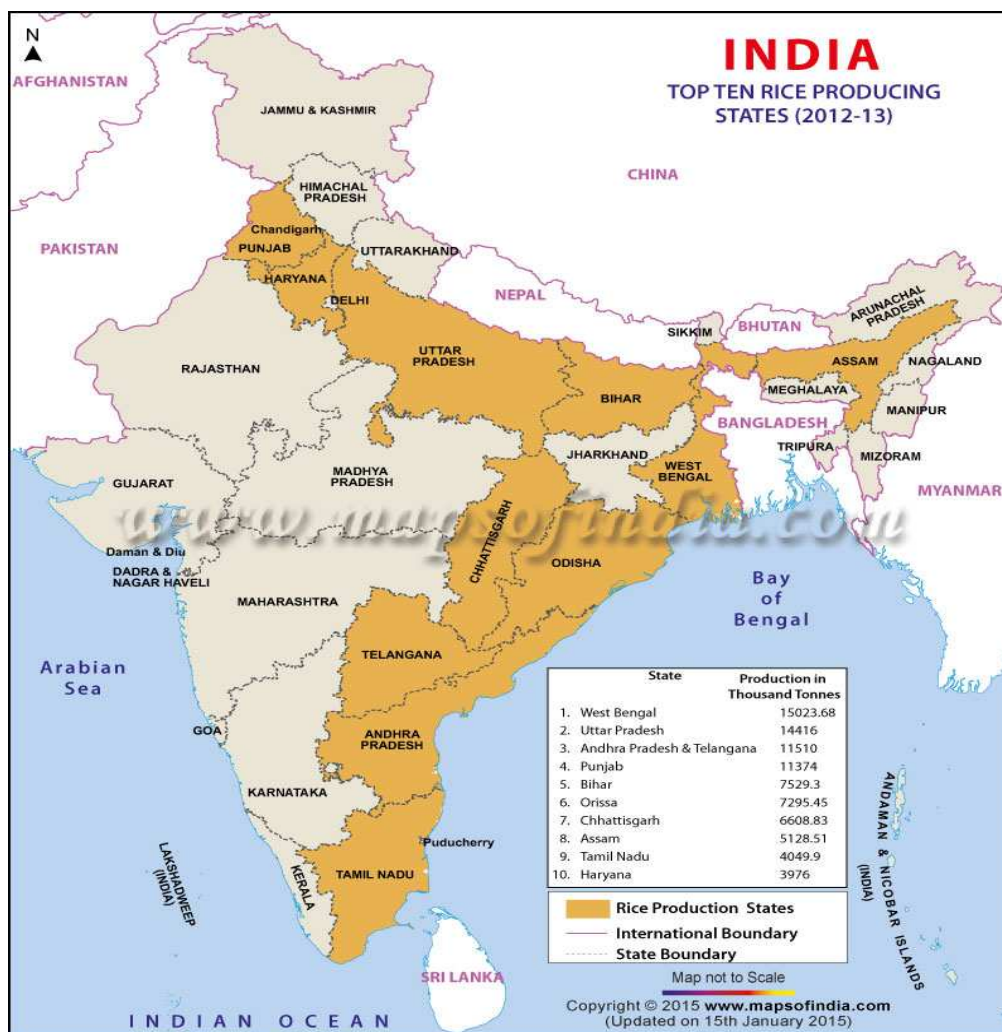 N
INDIA
TOP TEN RICE PRODUCING
STATES (2012-13)
AFGHANISTAN
JAMMU & KASHMIR
CHINA
HIMACHAL
PRADESH
PAKISTAN
Chandigarh
PUNJAB
UTTARAKHAND
HARYANA
DELHI
NEPAL
SIKKIM
BHUTAN
ARUNACHAL
PRADESH
RAJASTHAN
UTTAR
PRADESH
ASSAM
NAGALAND
BIHAR
MEGHALAYA
MANIPUR
BANGLADESH
TRIPURA
MIZORAM
JHARKHAND
WEST
BENGAL
MYANMAR
GUJARAT
MADHYA
PRADESH
www.mapsofindia.com
CHHATTISGARH
ODISHA
Daman & Diu
DADRA &
NAGAR HAVELI
MAHARASHTRA
Bay
of
Bengal
Arabian
Sea
TELANGANA
GOA
ANDHRA
PRADESH
KARNATAKA
Puducherry
TAMIL NADU
KERALA
LAKSHADWEEP
(INDIA)
ANDAMAN & NICOBAR ISLANDS
(INDIA)
SRI LANKA
INDIAN OCEAN
State Production in
Thousand Tonnes
1. West Bengal 15023.68
2. Uttar Pradesh 14416
3. Andhra Pradesh & Telangana 11510
4. Punjab 11374
5. Bihar 7529.3
6. Orissa 7295.45
7. Chhattisgarh 6608.83
8. Assam 5128.51
9. Tamil Nadu 4049.9
10. Haryana 3976
Rice Production States
International Boundary
State Boundary
Map not to Scale
Copyright © 2015 www.mapsofindia.com
(Updated on 15th January 2015)